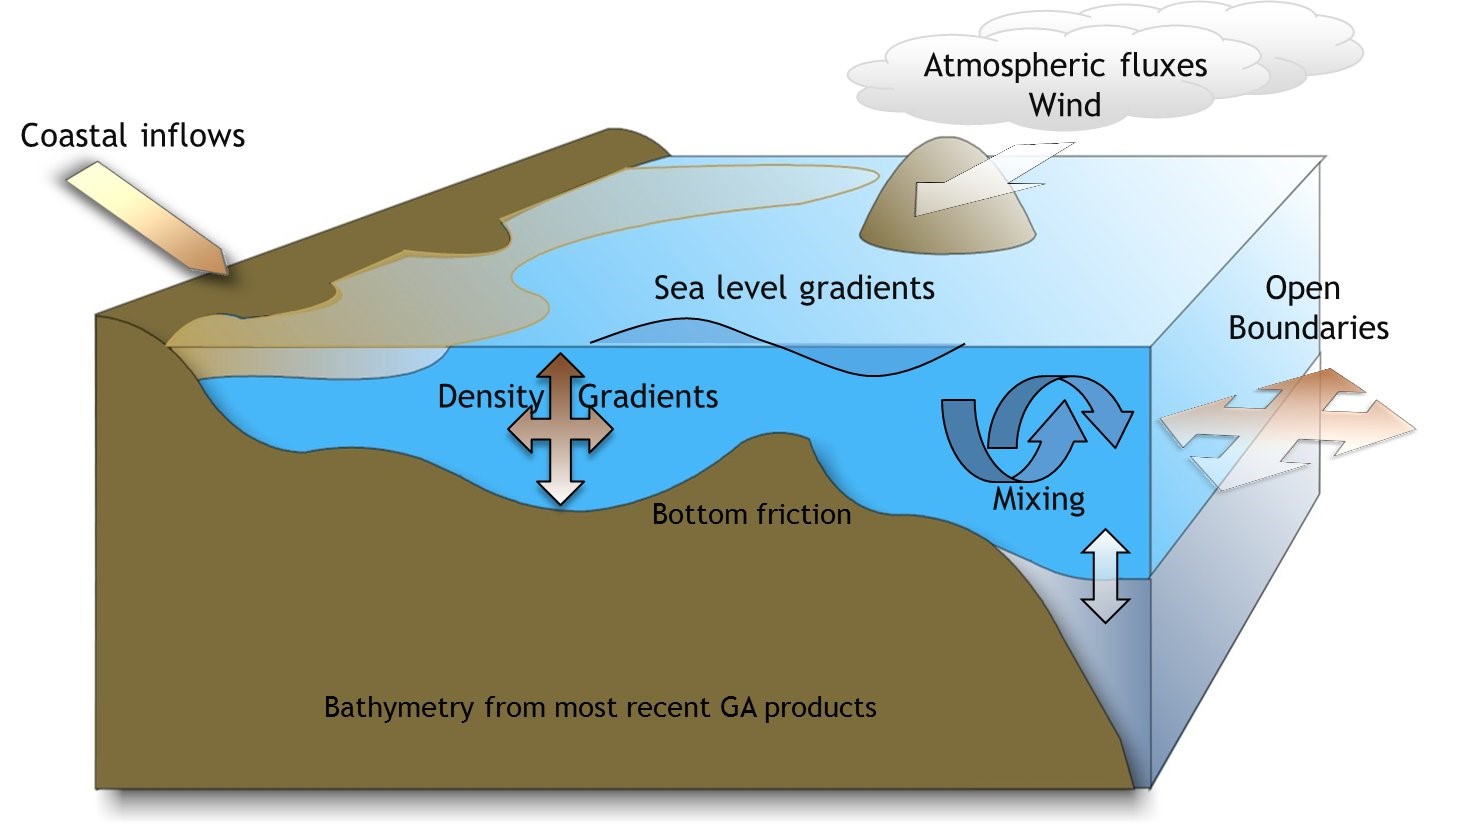 Atmospheric fluxes
Wind
Coastal inflows
Sea level gradients
Open
Boundaries
Density Gradients
Mixing
Bottom friction
Bathymetry from most recent GA products